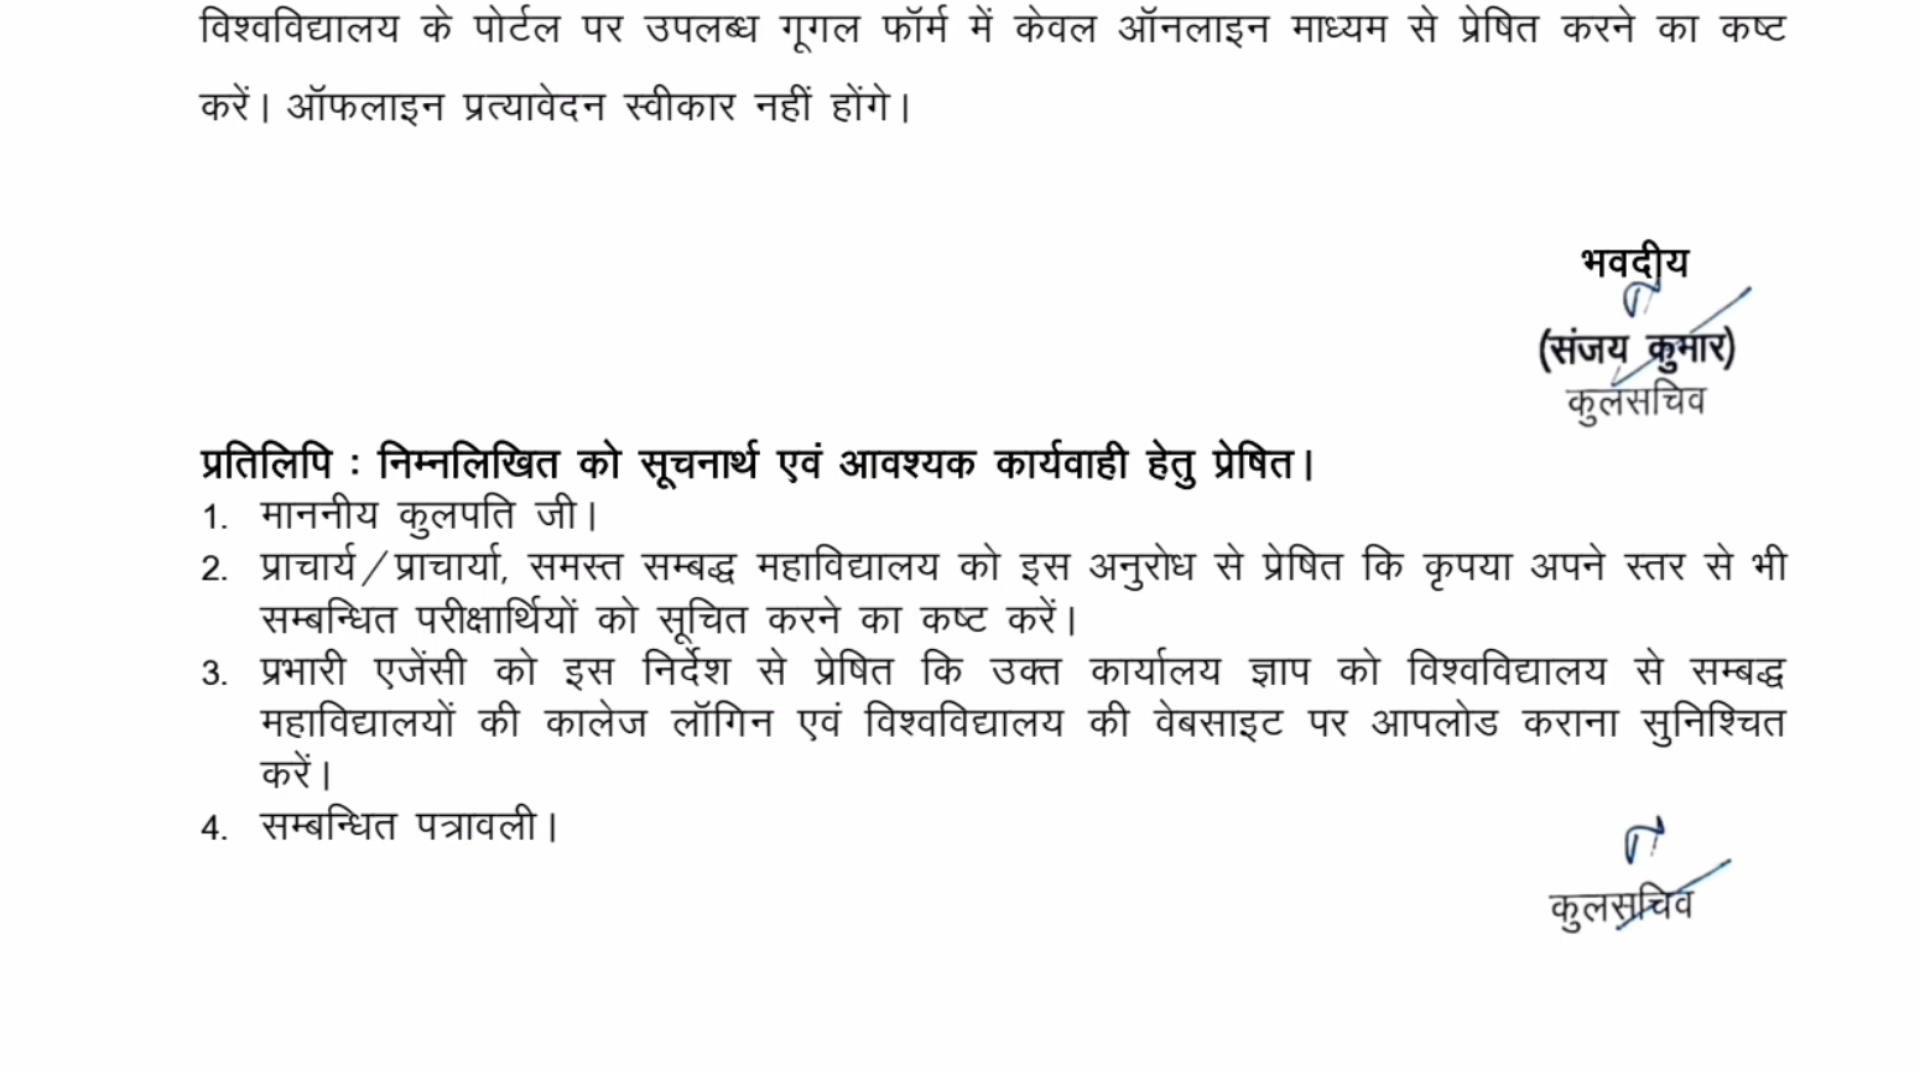 विश्वविद्यालय के पोर्टल पर उपलब्ध गूगल फॉर्म में केवल ऑनलाइन माध्यम से प्रेषित करने का कष्ट
करें। ऑफलाइन प्रत्यावेदन स्वीकार नहीं होंगे।
भवदीय
(संजय कुमार)
कुलसचिव
प्रतिलिपि : निम्नलिखित को सूचनार्थ एवं आवश्यक कार्यवाही हेतु प्रेषित।
1. माननीय कुलपति जी।
2. प्राचार्य/प्राचार्या, समस्त सम्बद्ध महाविद्यालय को इस अनुरोध से प्रेषित कि कृपया अपने स्तर से भी
सम्बन्धित परीक्षार्थियों को सूचित करने का कष्ट करें।
3. प्रभारी एजेंसी को इस निर्देश से प्रेषित कि उक्त कार्यालय ज्ञाप को विश्वविद्यालय से सम्बद्ध
महाविद्यालयों की कालेज लॉगिन एवं विश्वविद्यालय की वेबसाइट पर आपलोड कराना सुनिश्चित
करें।
4. सम्बन्धित पत्रावली।
कुलसचिव